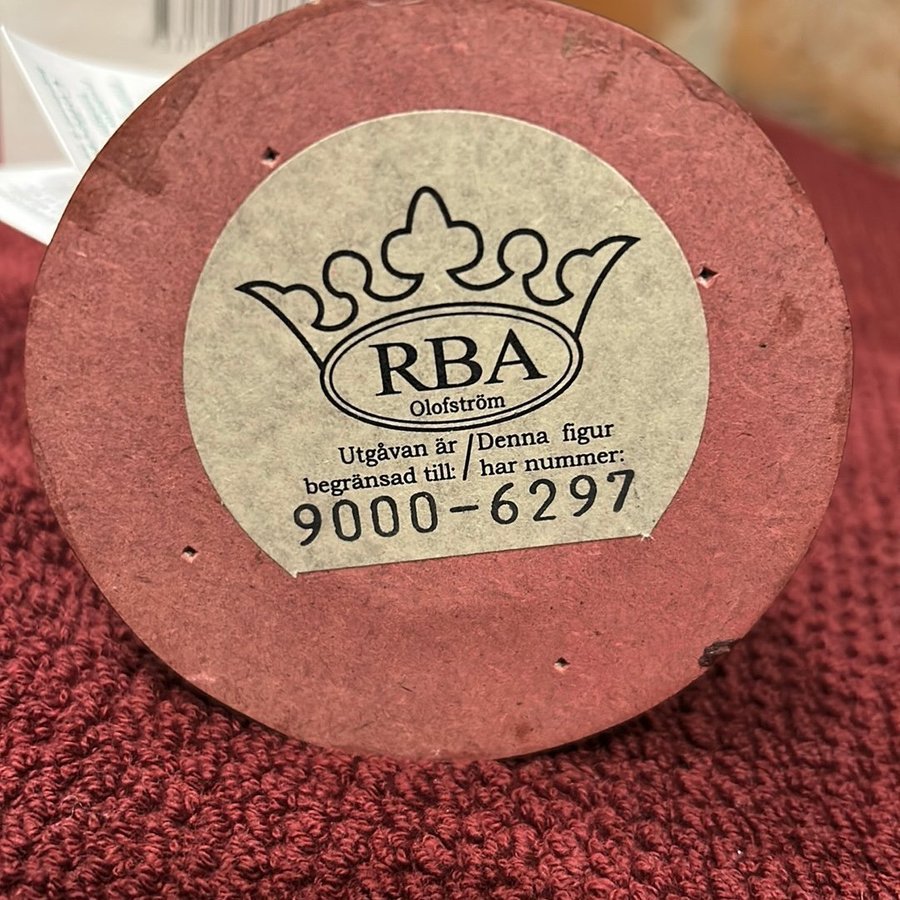 RBA
Olofström
Utgåvan är / Denna figur
begränsad till: / har nummer:
9000-6297